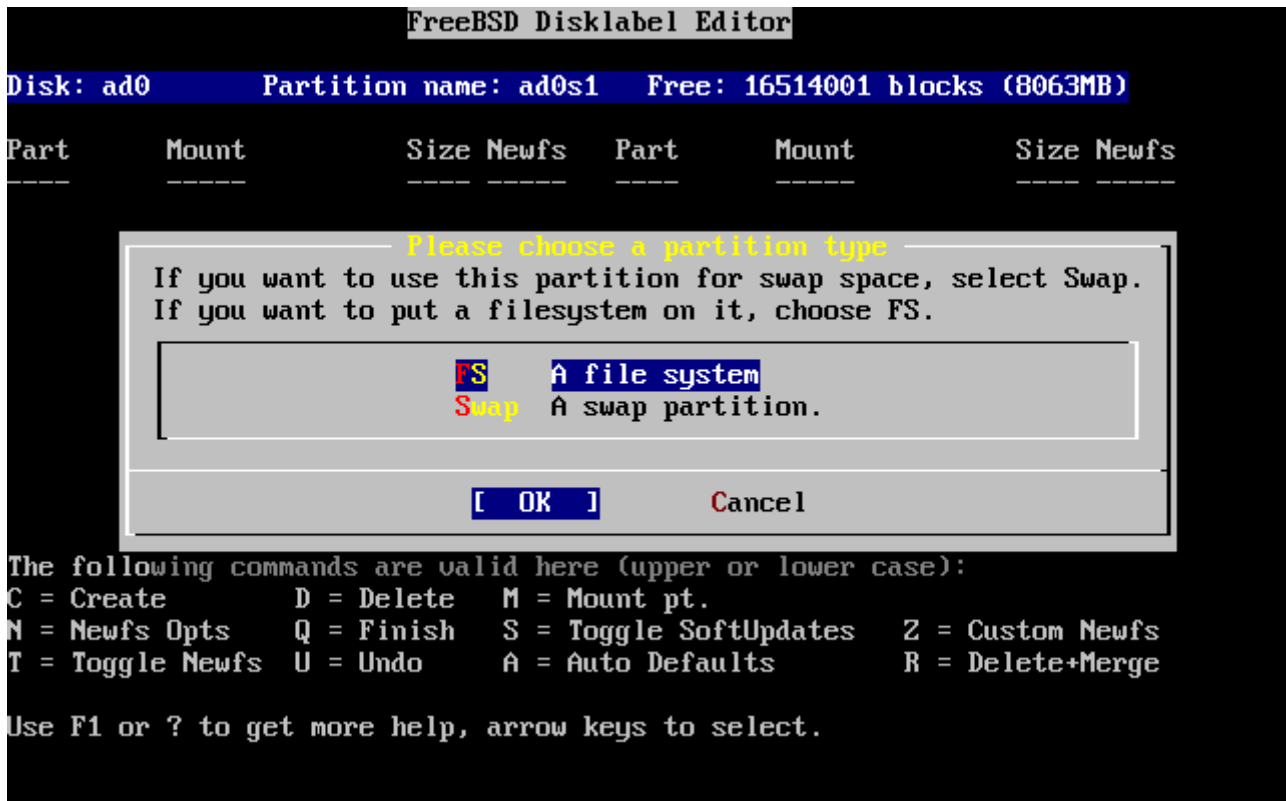 FreeBSD Disklabel Editor
Disk: ad0 Partition name: ad0s1 Free: 16514001 blocks (8063MB)
Part Mount Size Newfs Part Mount Size Newfs
---- ----- ---- ----- ---- ----- ---- -----
Please choose a partition type
If you want to use this partition for swap space, select Swap.
If you want to put a filesystem on it, choose FS.
FS A file system
Swap A swap partition.
[ OK ] Cancel
The following commands are valid here (upper or lower case):
C = Create D = Delete M = Mount pt.
N = Newfs Opts Q = Finish S = Toggle SoftUpdates Z = Custom Newfs
T = Toggle Newfs U = Undo A = Auto Defaults R = Delete+Merge
Use F1 or ? to get more help, arrow keys to select.